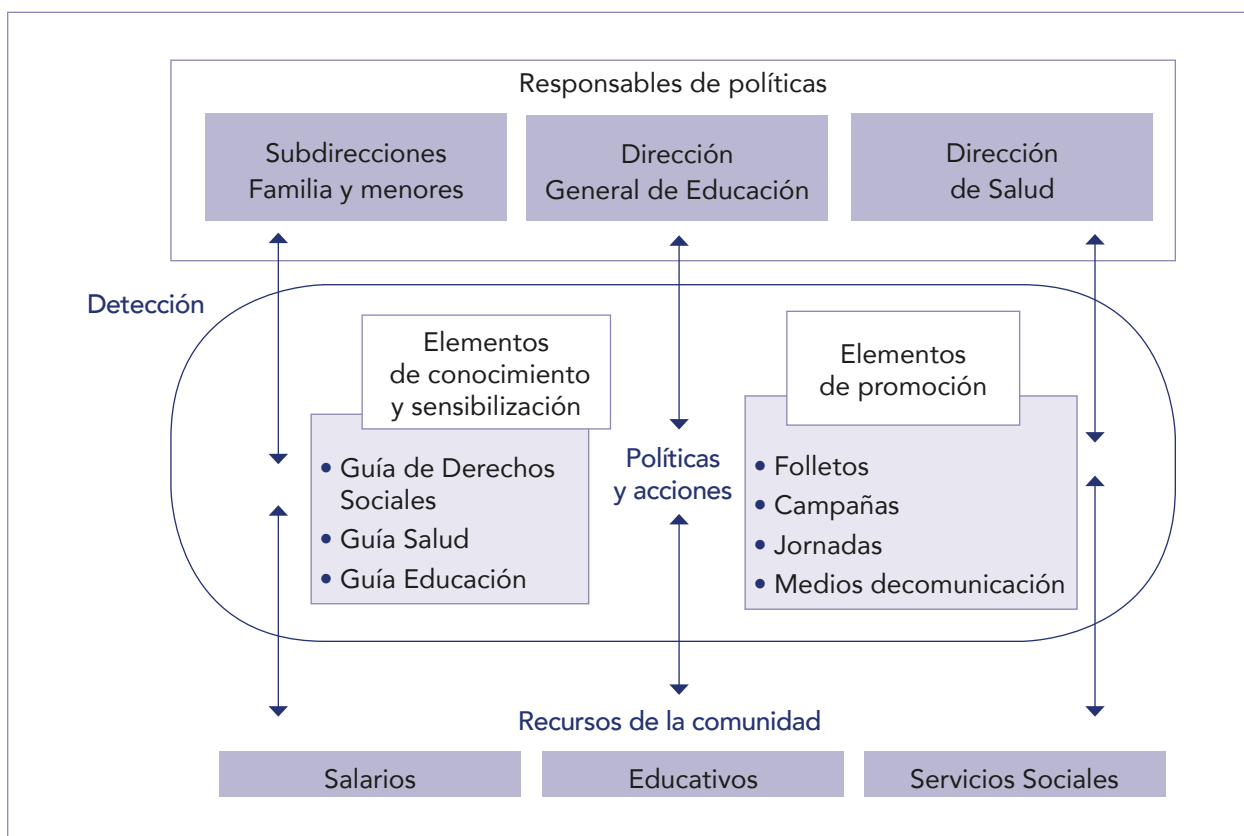 Responsables de políticas
Subdirecciones
Familia y menores
Dirección
General de Educación
Dirección
de Salud
Detección
Elementos
de conocimiento
y sensibilización
• Guía de Derechos
Sociales
• Guía Salud
• Guía Educación
Políticas
y acciones
Elementos
de promoción
• Folletos
• Campañas
• Jornadas
• Medios decomunicación
Recursos de la comunidad
Salarios
Educativos
Servicios Sociales